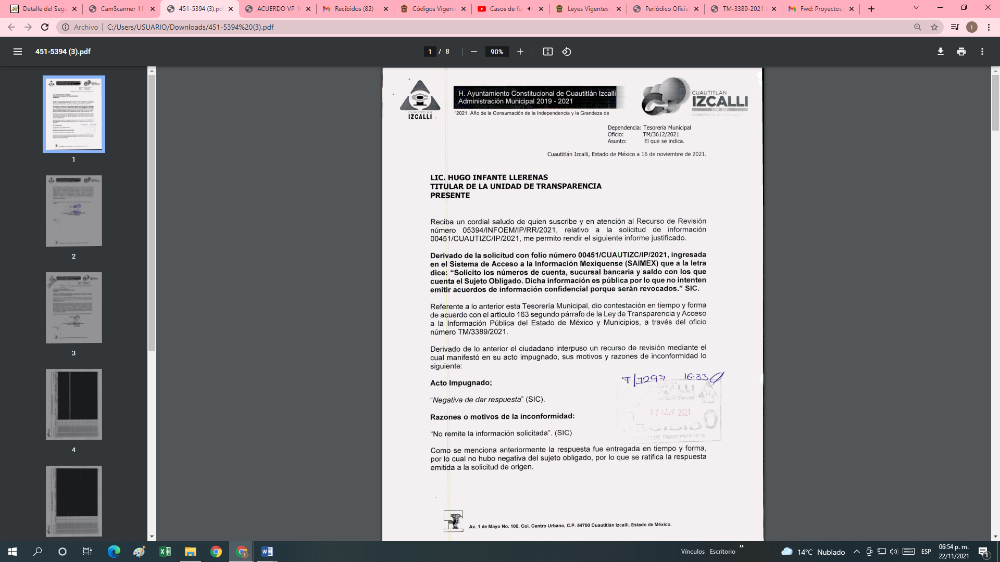 Detalle del Segu
CamScanner 11-
451-5394 (3).pd
ACUERDO VP 16
Recibidos (82) -
Códigos Vigente
Casos de fu
Leyes Vigentes
Periódico Oficial
TM-3389-2021
Fwd: Proyectos
Archivo
C:/Users/USUARIO/Downloads/451-5394%20(3).pdf
I
451-5394 (3).pdf
1 / 8
90%
1
2
3
4
CUAUTITLÁN
IZCALLI
H. Ayuntamiento Constitucional de Cuautitlán Izcalli
Administración Municipal 2019 - 2021
"2021. Año de la Consumación de la Independencia y la Grandeza de
CUAUTITLÁN
IZCALLI
2019 - 2021
Dependencia: Tesorería Municipal
Oficio: TM/3612/2021
Asunto: El que se indica.
Cuautitlán Izcalli, Estado de México a 16 de noviembre de 2021.
LIC. HUGO INFANTE LLERENAS
TITULAR DE LA UNIDAD DE TRANSPARENCIA
PRESENTE
Reciba un cordial saludo de quien suscribe y en atención al Recurso de Revisión
número 05394/INFOEM/IP/RR/2021, relativo a la solicitud de información
00451/CUAUTIZC/IP/2021, me permito rendir el siguiente informe justificado.
Derivado de la solicitud con folio número 00451/CUAUTIZC/IP/2021, ingresada
en el Sistema de Acceso a la Información Mexiquense (SAIMEX) que a la letra
dice: “Solicito los números de cuenta, sucursal bancaria y saldo con los que
cuenta el Sujeto Obligado. Dicha información es pública por lo que no intenten
emitir acuerdos de información confidencial porque serán revocados.” SIC.
Referente a lo anterior esta Tesorería Municipal, dio contestación en tiempo y forma
de acuerdo con el artículo 163 segundo párrafo de la Ley de Transparencia y Acceso
a la Información Pública del Estado de México y Municipios, a través del oficio
número TM/3389/2021.
Derivado de lo anterior el ciudadano interpuso un recurso de revisión mediante el
cual manifestó en su acto impugnado, sus motivos y razones de inconformidad lo
siguiente:
T/7297 16:33
Acto Impugnado;
“Negativa de dar respuesta” (SIC).
17 NOV 2021
Razones o motivos de la inconformidad:
“No remite la información solicitada”. (SIC)
DE TRANSPARENCIA
Como se menciona anteriormente la respuesta fue entregada en tiempo y forma,
por lo cual no hubo negativa del sujeto obligado, por lo que se ratifica la respuesta
emitida a la solicitud de origen.
Av. 1 de Mayo No. 100, Col. Centro Urbano, C.P. 54700 Cuautitlán Izcalli, Estado de México.
Vínculos Escritorio
14°C Nublado
ESP
06:54 p. m.
22/11/2021
1